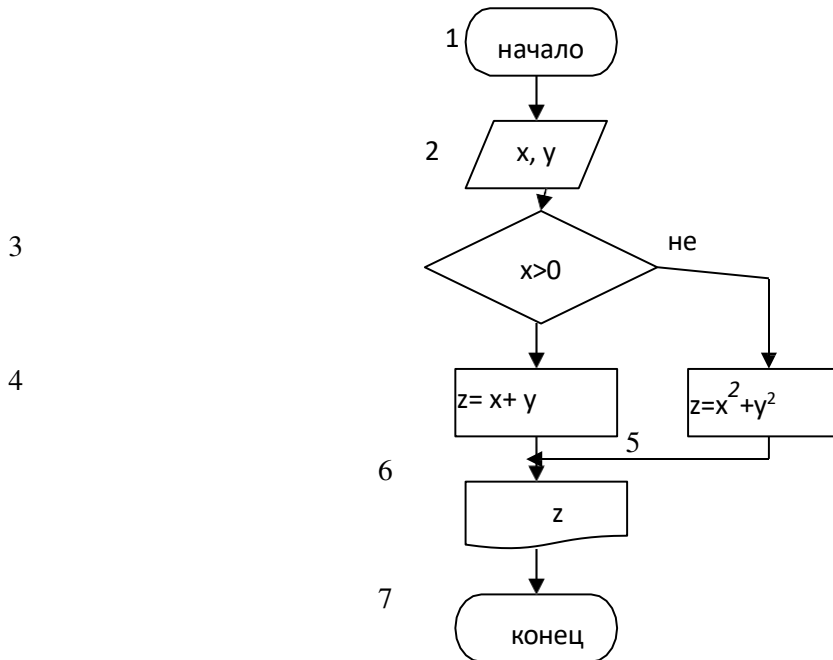 1 начало
2 x, y
не
3 x>0
4 z= x+ y z=x²+y²
5
6
z
7
конец